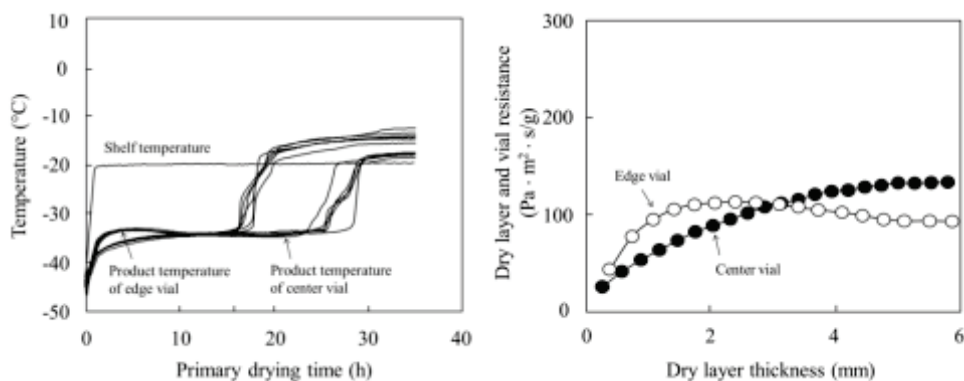 10
0
-10
-20
-30
-40
-50
Temperature (°C)
Shelf temperature
Product temperature
of edge vial
Product temperature
of center vial
0
10
20
30
40
Primary drying time (h)
300
200
100
0
Dry layer and vial resistance
(Pa · m² · s/g)
Edge vial
Center vial
0
2
4
6
Dry layer thickness (mm)